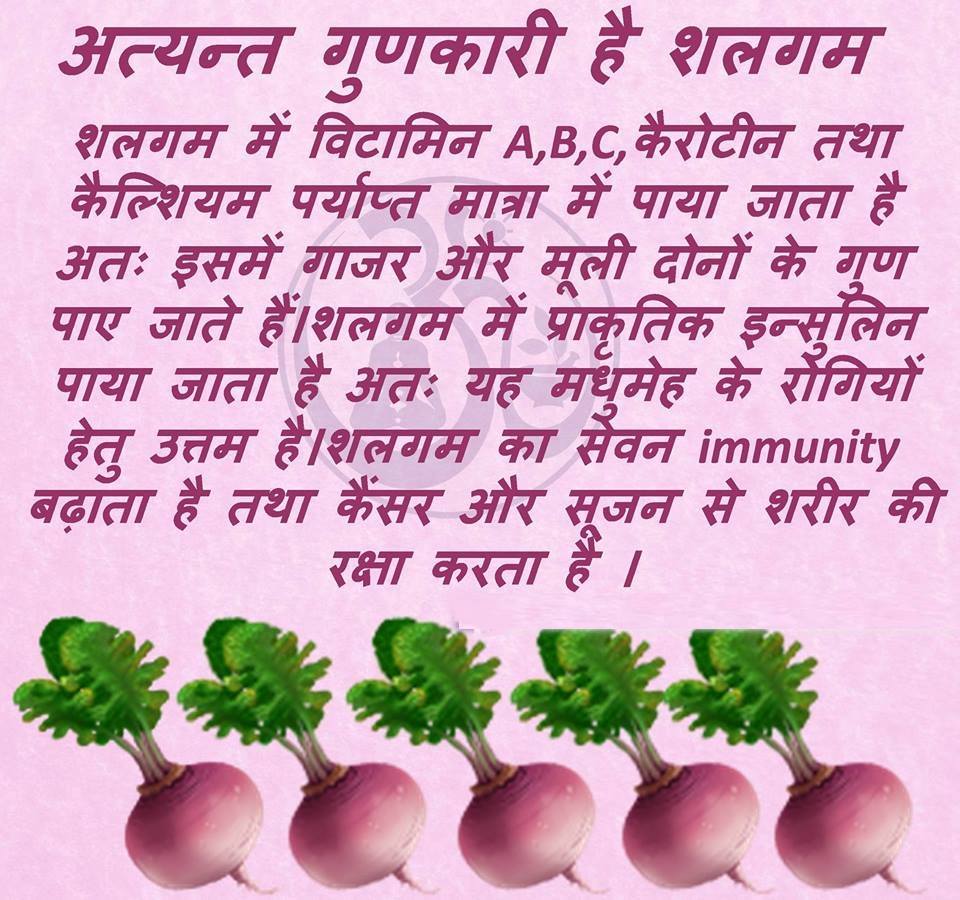 अत्यन्त गुणकारी है शलगम
शलगम में विटामिन A,B,C,कैरोटीन तथा
कैल्शियम पर्याप्त मात्रा में पाया जाता है
अतः इसमें गाजर और मूली दोनों के गुण
पाए जाते हैं।शलगम में प्राकृतिक इन्सुलिन
पाया जाता है अतः यह मधुमेह के रोगियों
हेतु उत्तम है।शलगम का सेवन immunity
बढ़ाता है तथा कैंसर और सूजन से शरीर की
रक्षा करता है ।